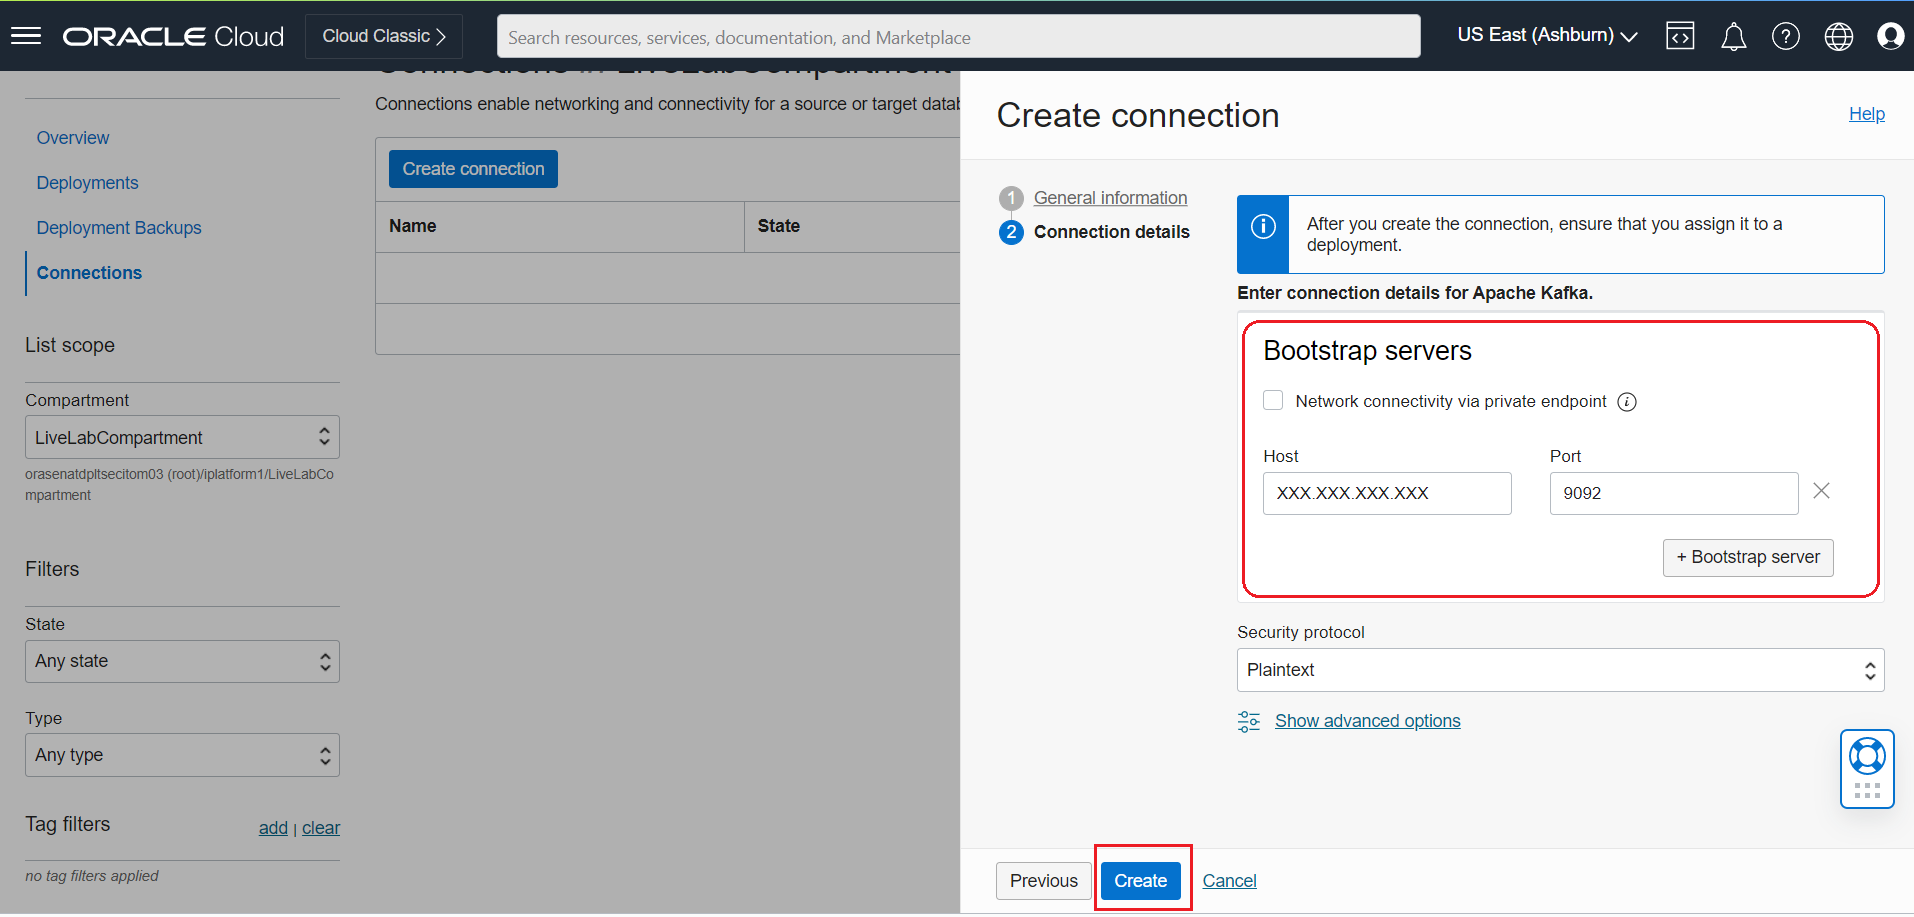 ORACLE Cloud
Cloud Classic
Search resources, services, documentation, and Marketplace
US East (Ashburn)
Overview
Deployments
Deployment Backups
Connections
List scope
Compartment
LiveLabCompartment
orasenatdpltsecitom03 (root)/iplatform1/LiveLabCo
mpartment
Filters
State
Any state
Type
Any type
Tag filters
add | clear
no tag filters applied
Connections in LiveLabCompartment
Connections enable networking and connectivity for a source or target datab
Create connection
Name
State
Create connection
Help
1 General information
2 Connection details
After you create the connection, ensure that you assign it to a
deployment.
Enter connection details for Apache Kafka.
Bootstrap servers
Network connectivity via private endpoint
Host
Port
XXX.XXX.XXX.XXX
9092
+ Bootstrap server
Security protocol
Plaintext
Show advanced options
Previous
Create
Cancel